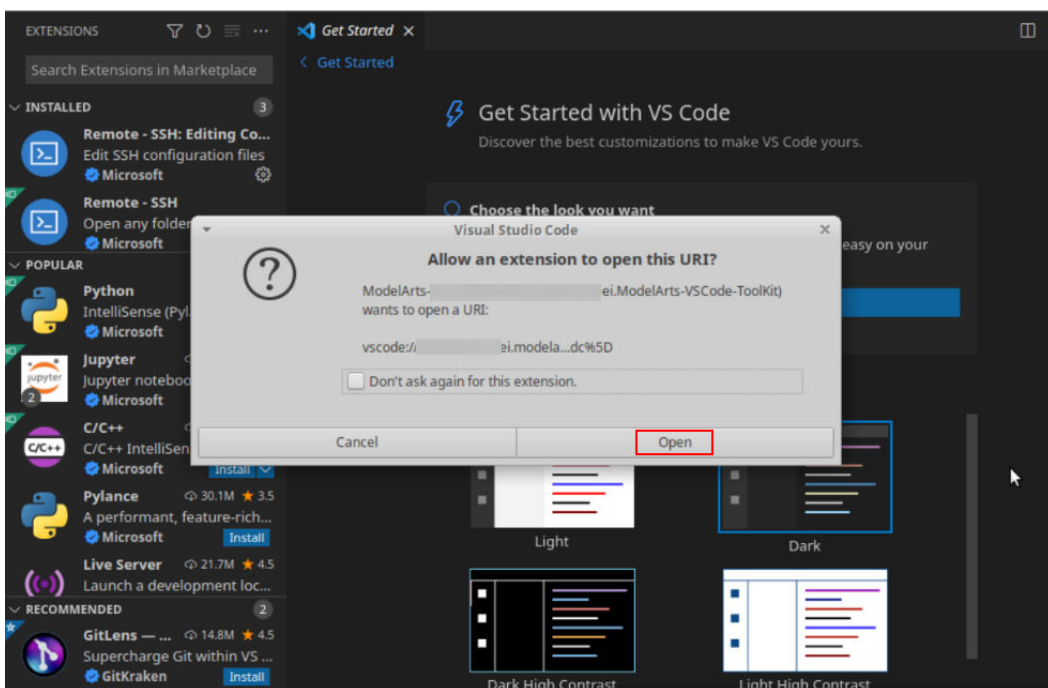 EXTENSIONS
Search Extensions in Marketplace
INSTALLED 3
Remote - SSH: Editing Co...
Edit SSH configuration files
Microsoft
Remote - SSH
Open any folder
Microsoft
POPULAR
Python
IntelliSense (Pyl
Microsoft
Jupyter
jupyter
2
Jupyter noteboo
Microsoft
C/C++
C/C++
C/C++ IntelliSen
Microsoft Install
Pylance 30.1M ★ 3.5
A performant, feature-rich...
Microsoft Install
Live Server 21.7M ★ 4.5
Launch a development loc...
RECOMMENDED 2
GitLens — ... 14.8M ★ 4.5
Supercharge Git within VS ...
GitKraken Install
Get Started
Get Started
Get Started with VS Code
Discover the best customizations to make VS Code yours.
Choose the look you want
easy on your
Visual Studio Code
Allow an extension to open this URI?
ModelArts- ei.ModelArts-VSCode-ToolKit)
wants to open a URI:
vscode:// ei.modela...dc%5D
Don't ask again for this extension.
Cancel
Open
Light
Dark
Dark High Contrast
Light High Contrast